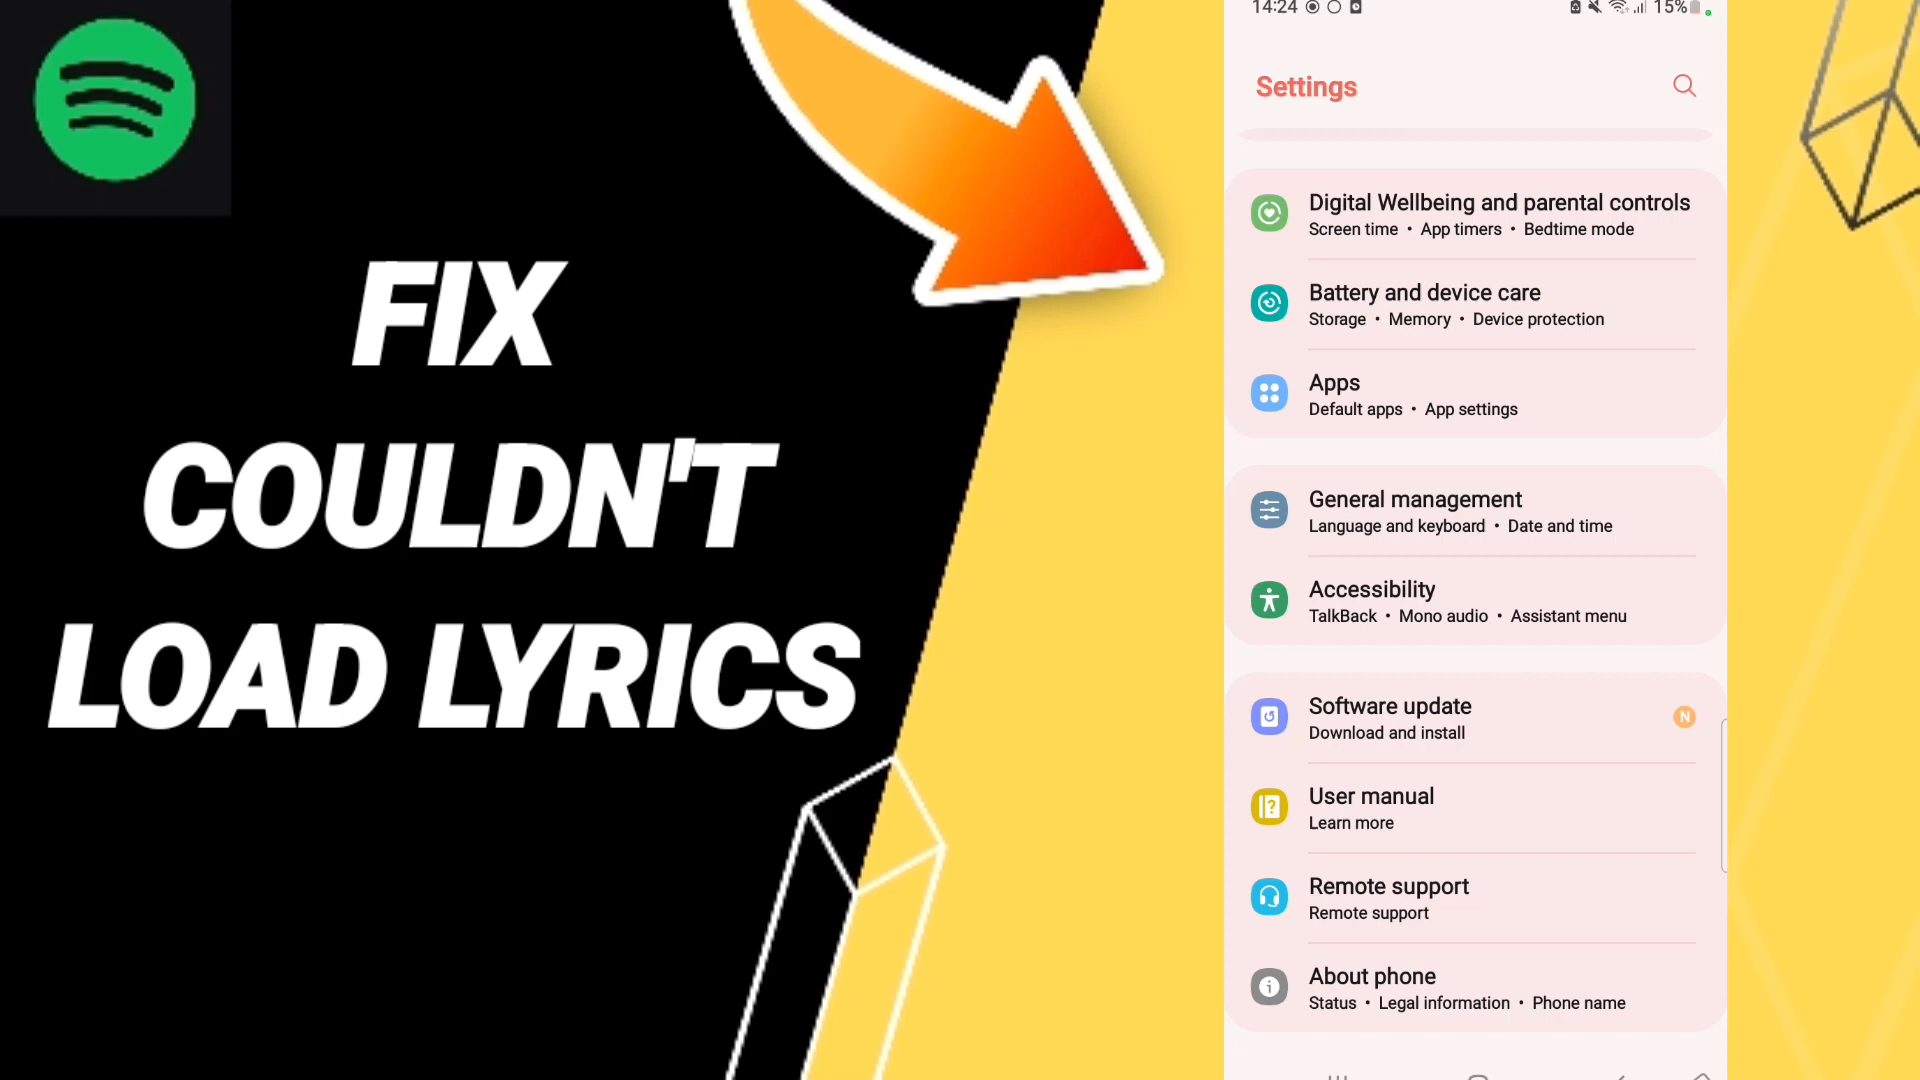 FIX
COULDN'T
LOAD LYRICS
14:24
15%
Settings
Digital Wellbeing and parental controls
Screen time • App timers • Bedtime mode
Battery and device care
Storage • Memory • Device protection
Apps
Default apps • App settings
General management
Language and keyboard • Date and time
Accessibility
TalkBack • Mono audio • Assistant menu
Software update
N
Download and install
User manual
Learn more
Remote support
Remote support
About phone
Status • Legal information • Phone name